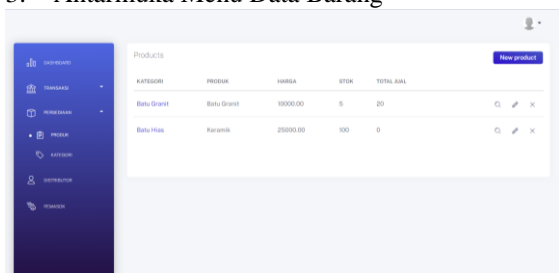 3. Antarmuka Menu Data Barang
DASHBOARD
TRANSAKSI
PERSEDIAAN
PRODUK
KATEGORI
DISTRIBUTOR
PEMASOK
Products
New product
KATEGORI PRODUK HARGA STOK TOTAL JUAL
Batu Granit Batu Granit 10000.00 5 20
Batu Hias Keramik 25000.00 100 0